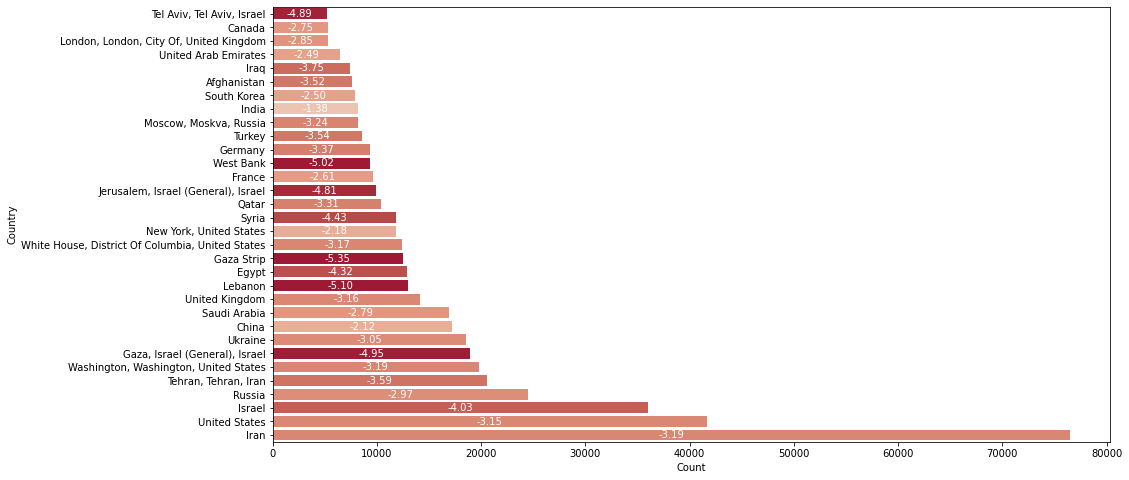 Tel Aviv, Tel Aviv, Israel -4.89
Canada -2.75
London, London, City Of, United Kingdom -2.85
United Arab Emirates -2.49
Iraq -3.75
Afghanistan -3.52
South Korea -2.50
India -1.38
Moscow, Moskva, Russia -3.24
Turkey -3.54
Germany -3.37
West Bank -5.02
France -2.61
Jerusalem, Israel (General), Israel -4.81
Qatar -3.31
Syria -4.43
New York, United States -2.18
White House, District Of Columbia, United States -3.17
Gaza Strip -5.35
Egypt -4.32
Lebanon -5.10
United Kingdom -3.16
Saudi Arabia -2.79
China -2.12
Ukraine -3.05
Gaza, Israel (General), Israel -4.95
Washington, Washington, United States -3.19
Tehran, Tehran, Iran -3.59
Russia -2.97
Israel -4.03
United States -3.15
Iran -3.19
Country
0 10000 20000 30000 40000 50000 60000 70000 80000
Count